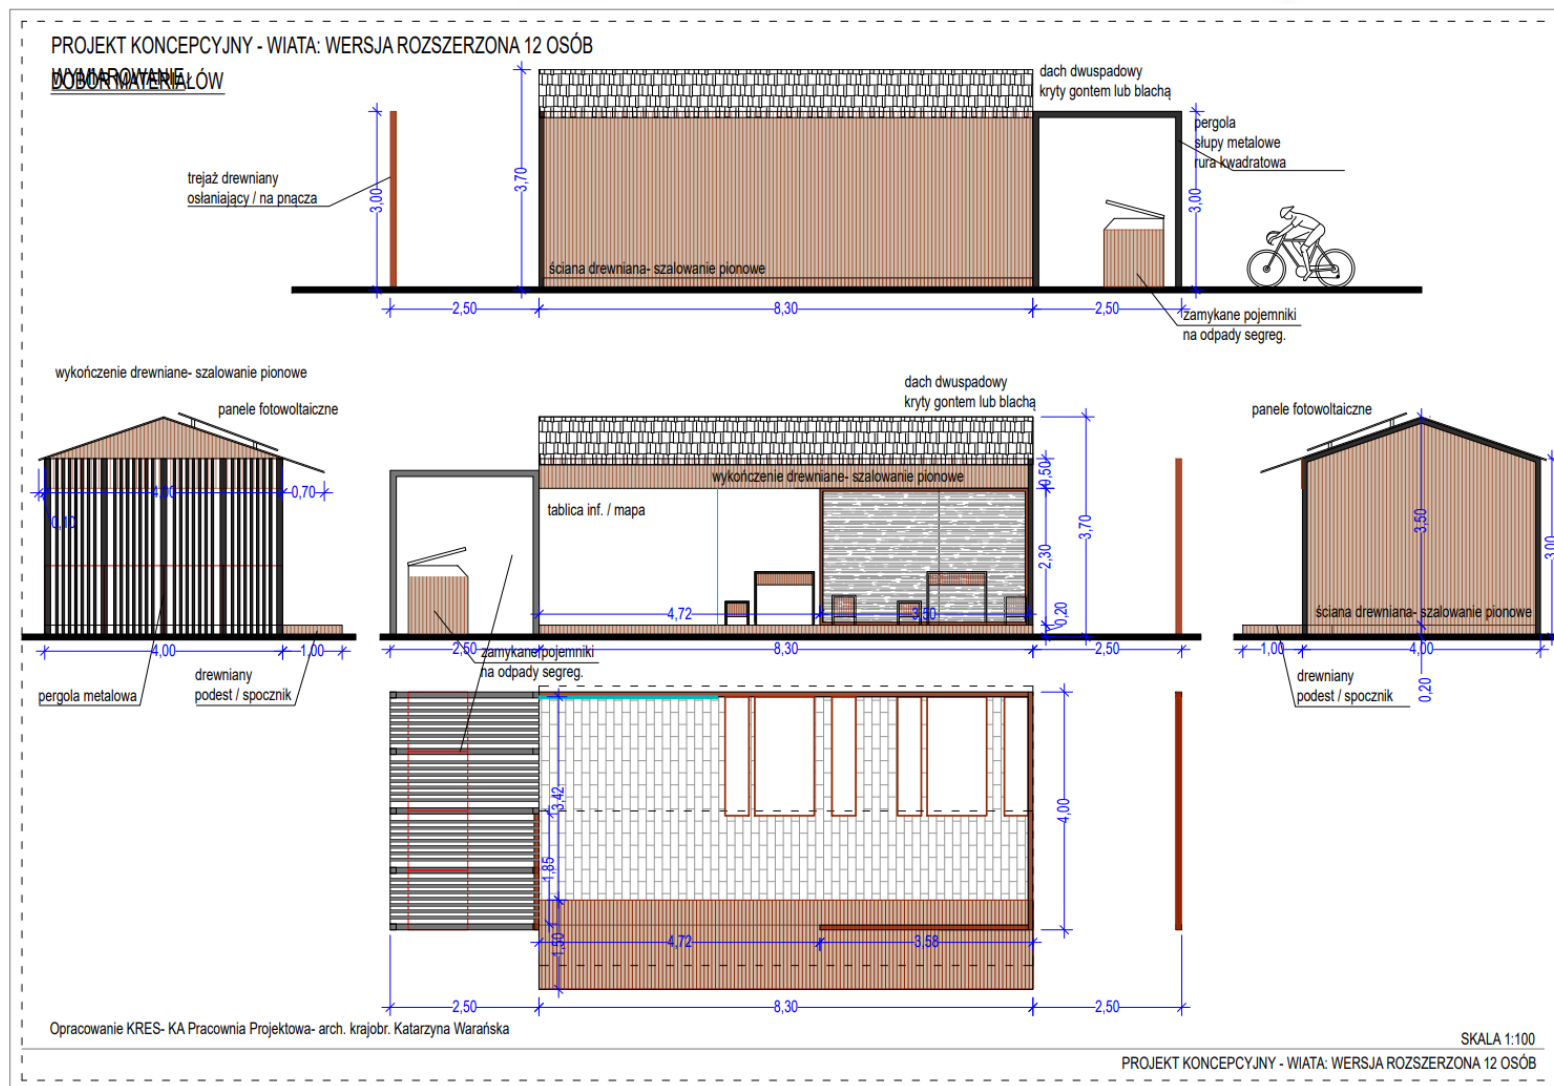 PROJEKT KONCEPCYJNY - WIATA: WERSJA ROZSZERZONA 12 OSÓB
WYMIAROWANIE
DOBÓR MATERIAŁÓW
dach dwuspadowy
kryty gontem lub blachą
pergola
słupy metalowe
rura kwadratowa
trejaż drewniany
osłaniający / na pnącza
3,00
3,70
3,00
ściana drewniana- szalowanie pionowe
2,50
8,30
2,50
zamykane pojemniki
na odpady segreg.
wykończenie drewniane- szalowanie pionowe
panele fotowoltaiczne
4,00
0,70
0,10
4,00
1,00
pergola metalowa
drewniany
podest / spocznik
dach dwuspadowy
kryty gontem lub blachą
wykończenie drewniane- szalowanie pionowe
tablica inf. / mapa
0,50
3,70
2,30
0,20
4,72
3,50
2,50
8,30
2,50
zamykane pojemniki
na odpady segreg.
panele fotowoltaiczne
3,50
3,00
ściana drewniana- szalowanie pionowe
1,00
4,00
0,20
drewniany
podest / spocznik
3,42
1,85
1,50
4,00
4,72
3,58
2,50
8,30
2,50
Opracowanie KRES- KA Pracownia Projektowa- arch. krajobr. Katarzyna Warańska
SKALA 1:100
PROJEKT KONCEPCYJNY - WIATA: WERSJA ROZSZERZONA 12 OSÓB